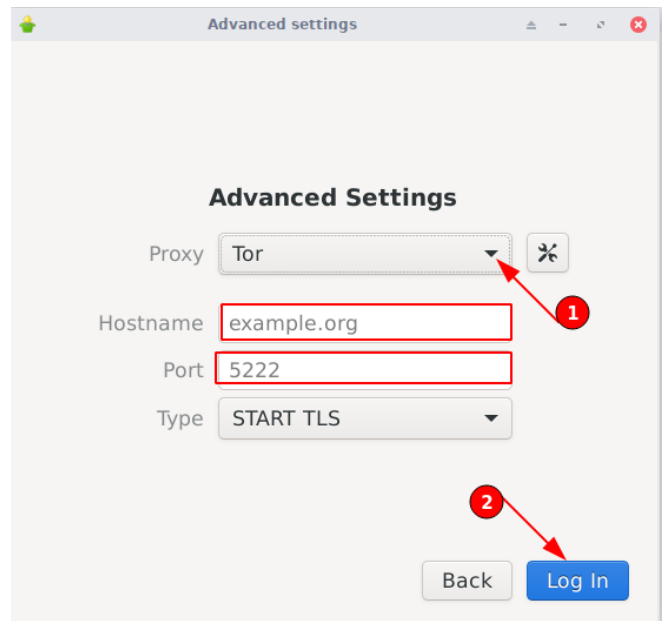 Advanced settings
Advanced Settings
Proxy Tor
1
Hostname example.org
Port 5222
Type START TLS
2
Back Log In